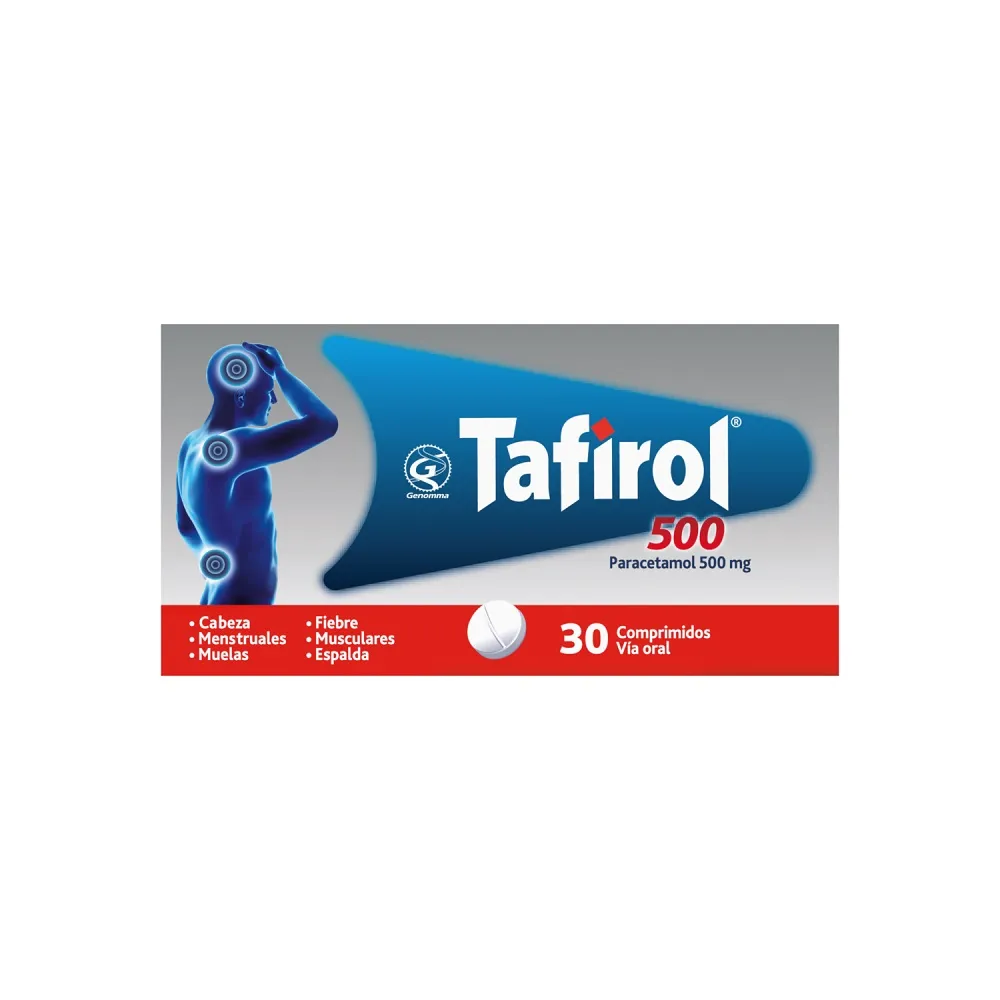 Tafirol®
Genomma
500
Paracetamol 500 mg
• Cabeza
• Menstruales
• Muelas
• Fiebre
• Musculares
• Espalda
30 Comprimidos
Vía oral